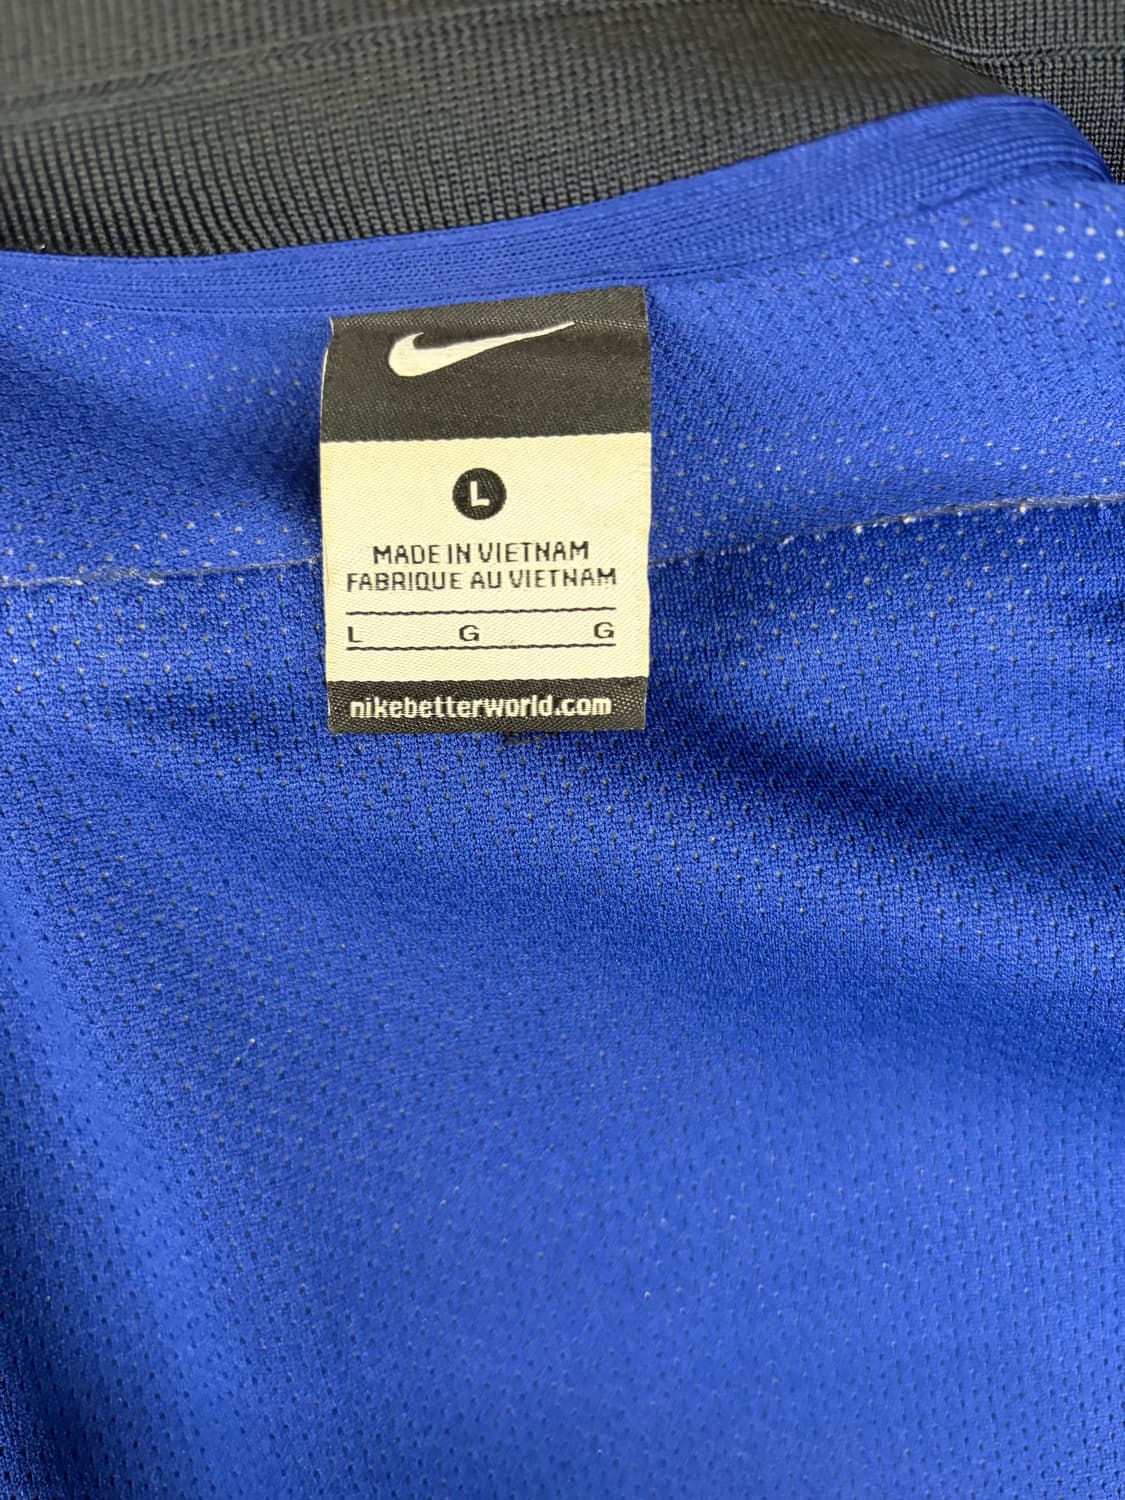 L
MADE IN VIETNAM
FABRIQUE AU VIETNAM
L G G
nikebetterworld.com